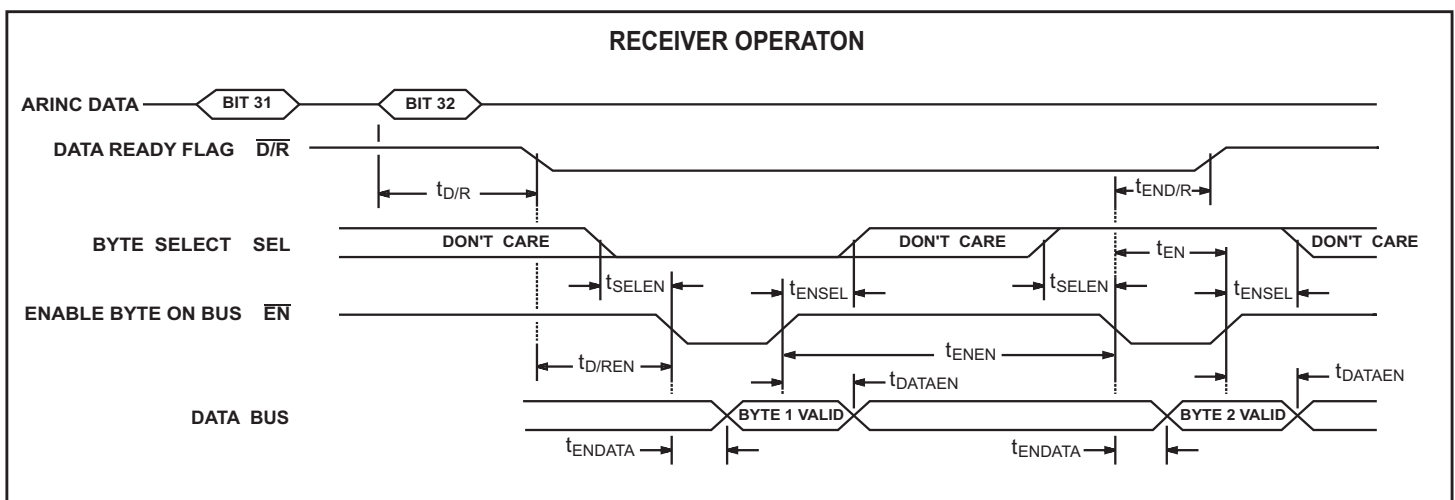 RECEIVER OPERATON
ARINC DATA BIT 31 BIT 32
DATA READY FLAG D/R
tD/R tEND/R
BYTE SELECT SEL DON'T CARE DON'T CARE DON'T CARE
tEN
tSELEN tENSEL tSELEN tENSEL
ENABLE BYTE ON BUS EN
tD/REN tENEN
tDATAEN tDATAEN
DATA BUS BYTE 1 VALID BYTE 2 VALID
tENDATA tENDATA